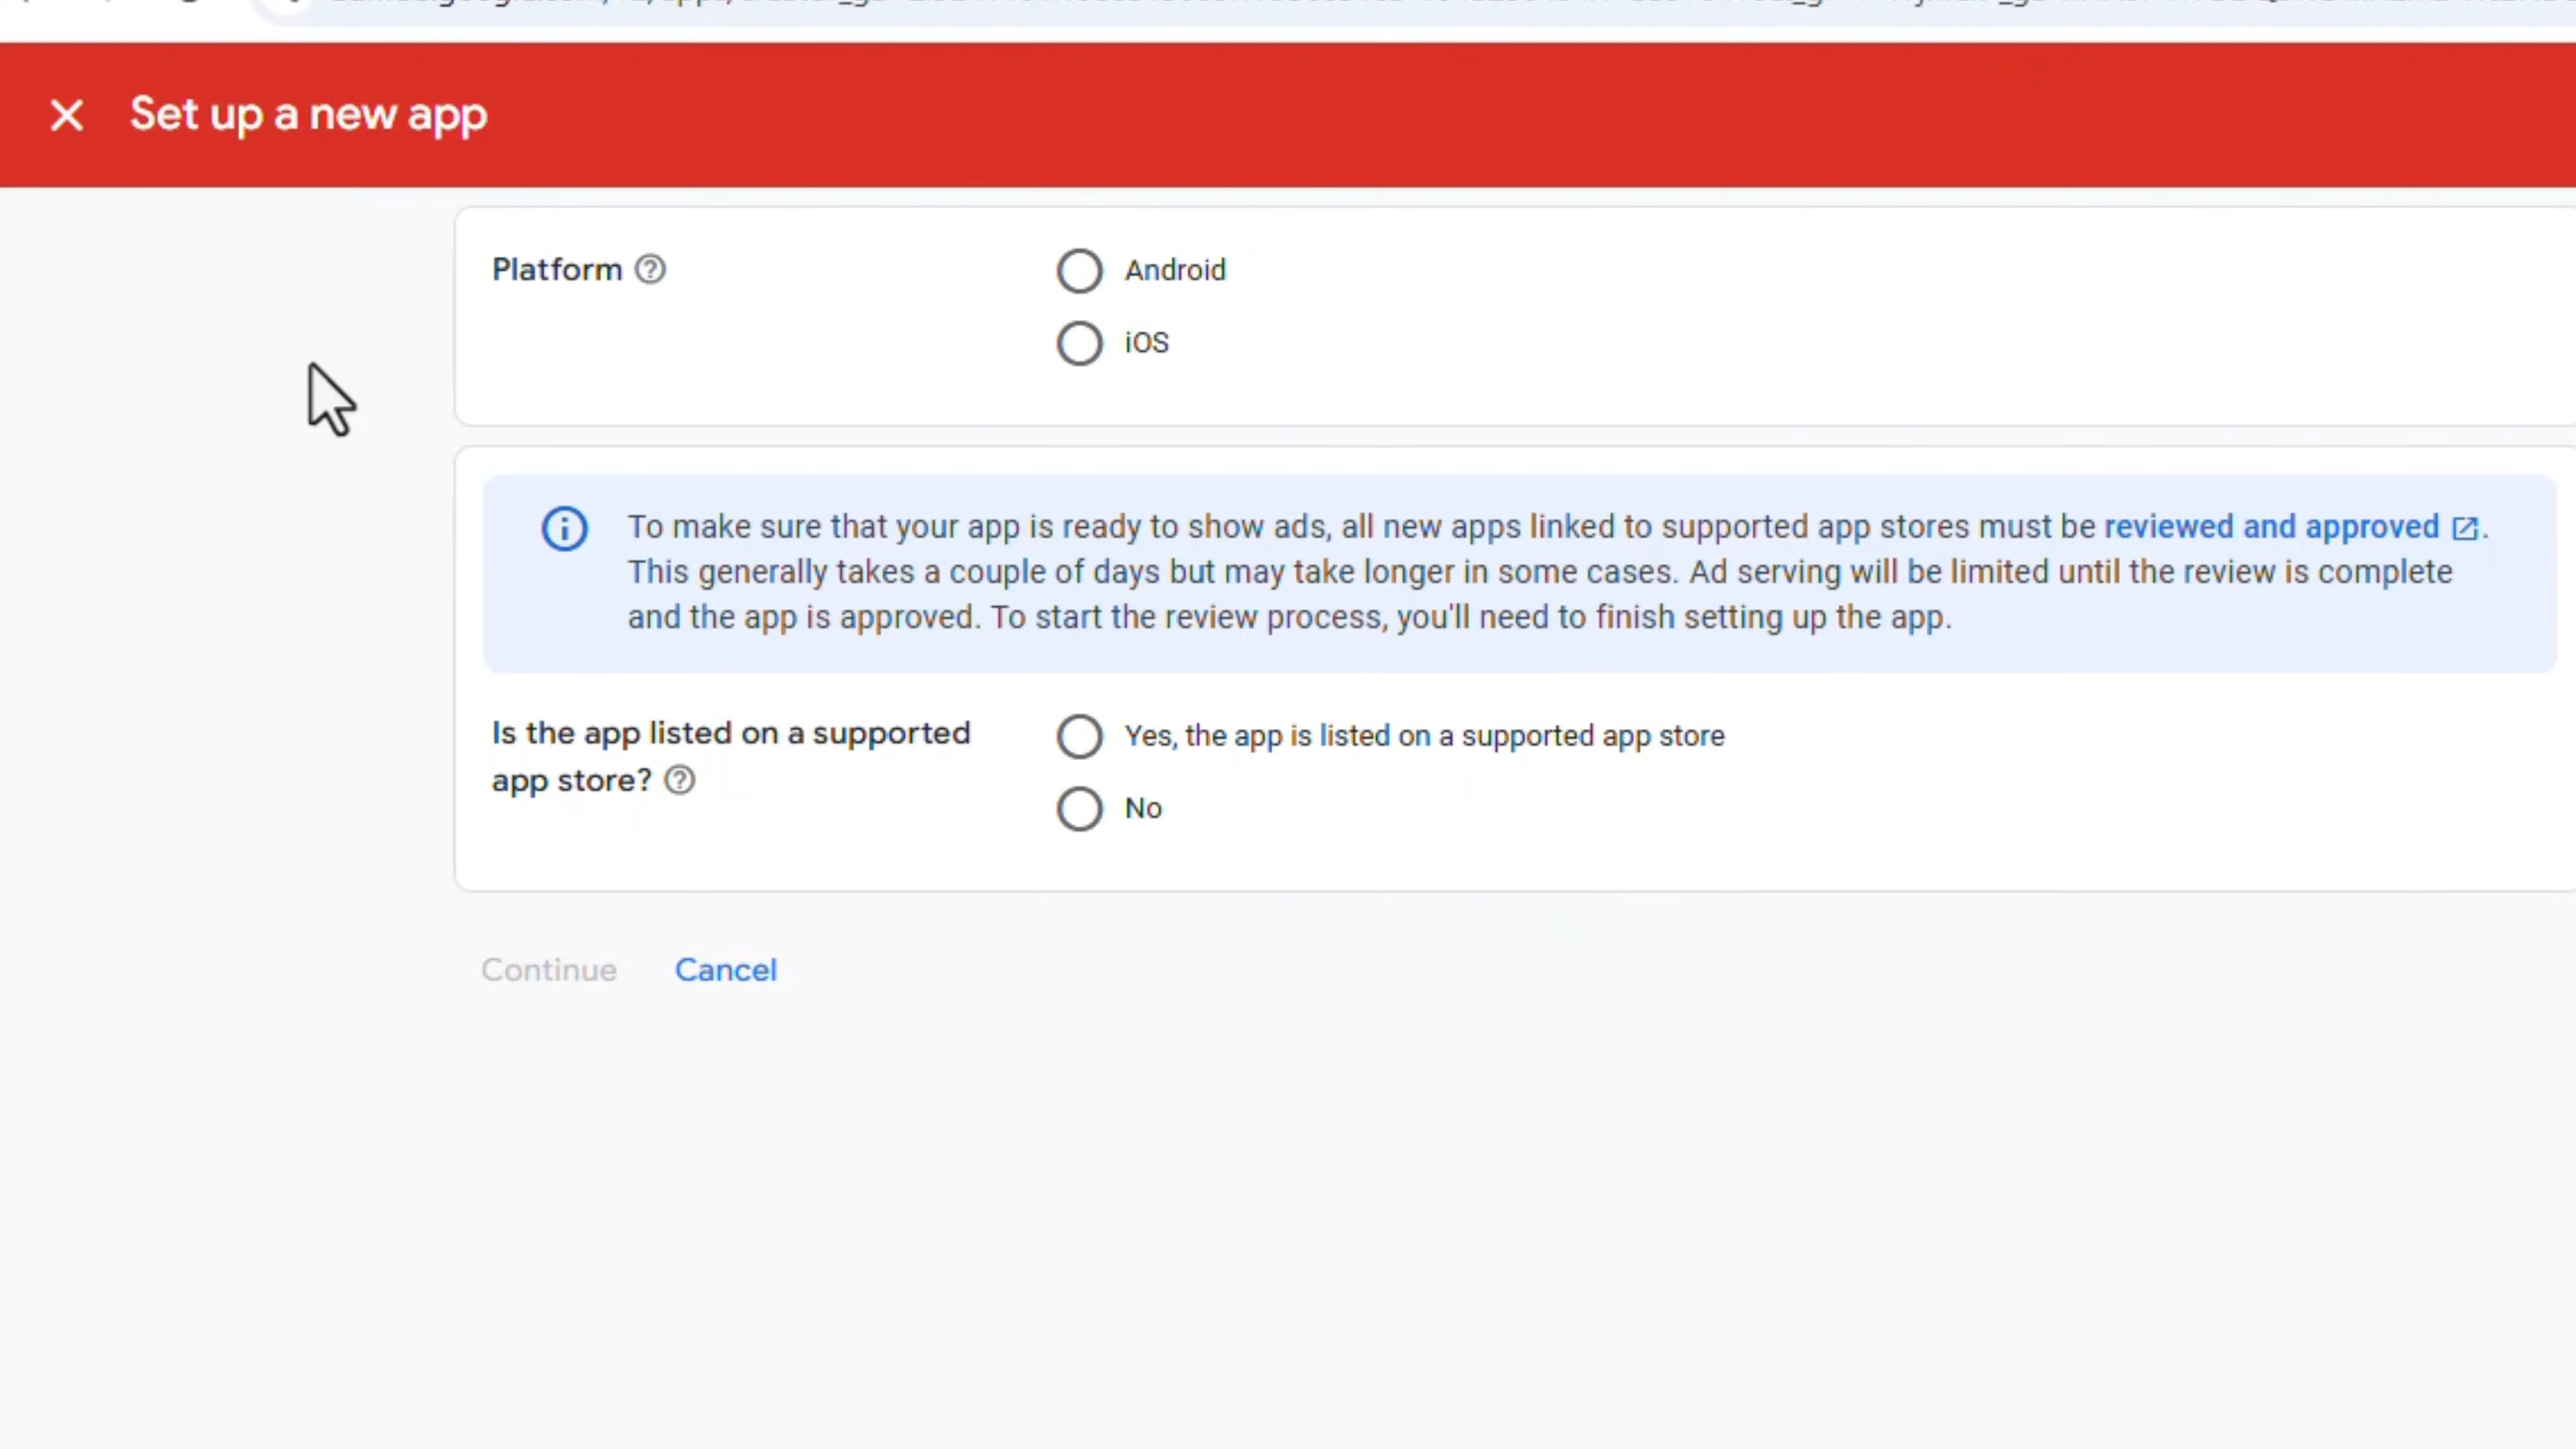 Set up a new app
Platform
Android
iOS
To make sure that your app is ready to show ads, all new apps linked to supported app stores must be reviewed and approved.
This generally takes a couple of days but may take longer in some cases. Ad serving will be limited until the review is complete
and the app is approved. To start the review process, you'll need to finish setting up the app.
Is the app listed on a supported
app store?
Yes, the app is listed on a supported app store
No
Continue
Cancel